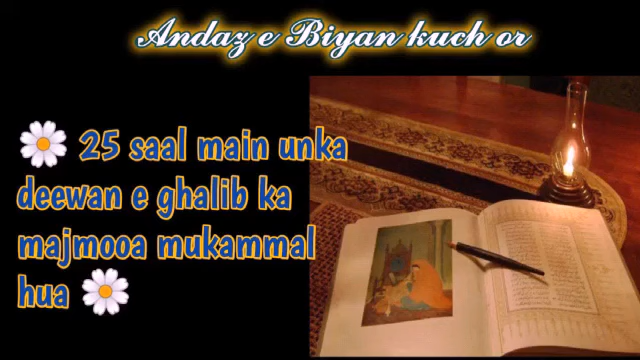 Andaz e Biyan kuch or
25 saal main unka
deewan e ghalib ka
majmooa mukammal
hua